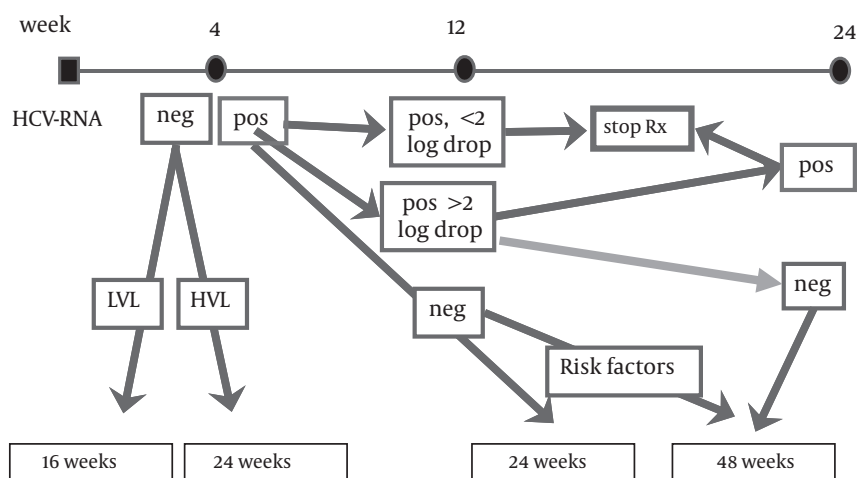 week
4
12
24
HCV-RNA
neg
pos
pos, <2
log drop
stop Rx
pos
pos >2
log drop
LVL
HVL
neg
neg
Risk factors
16 weeks
24 weeks
24 weeks
48 weeks